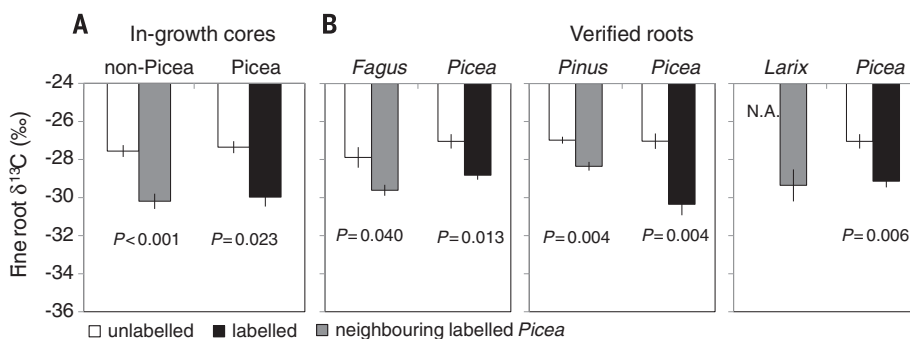 A In-growth cores B Verified roots
non-Picea Picea Fagus Picea Pinus Picea Larix Picea
Fine root δ13C (‰)
-24
-26
-28
-30
-32
-34
-36
N.A.
P<0.001 P=0.023 P=0.040 P=0.013 P=0.004 P=0.004 P=0.006
unlabelled labelled neighbouring labelled Picea